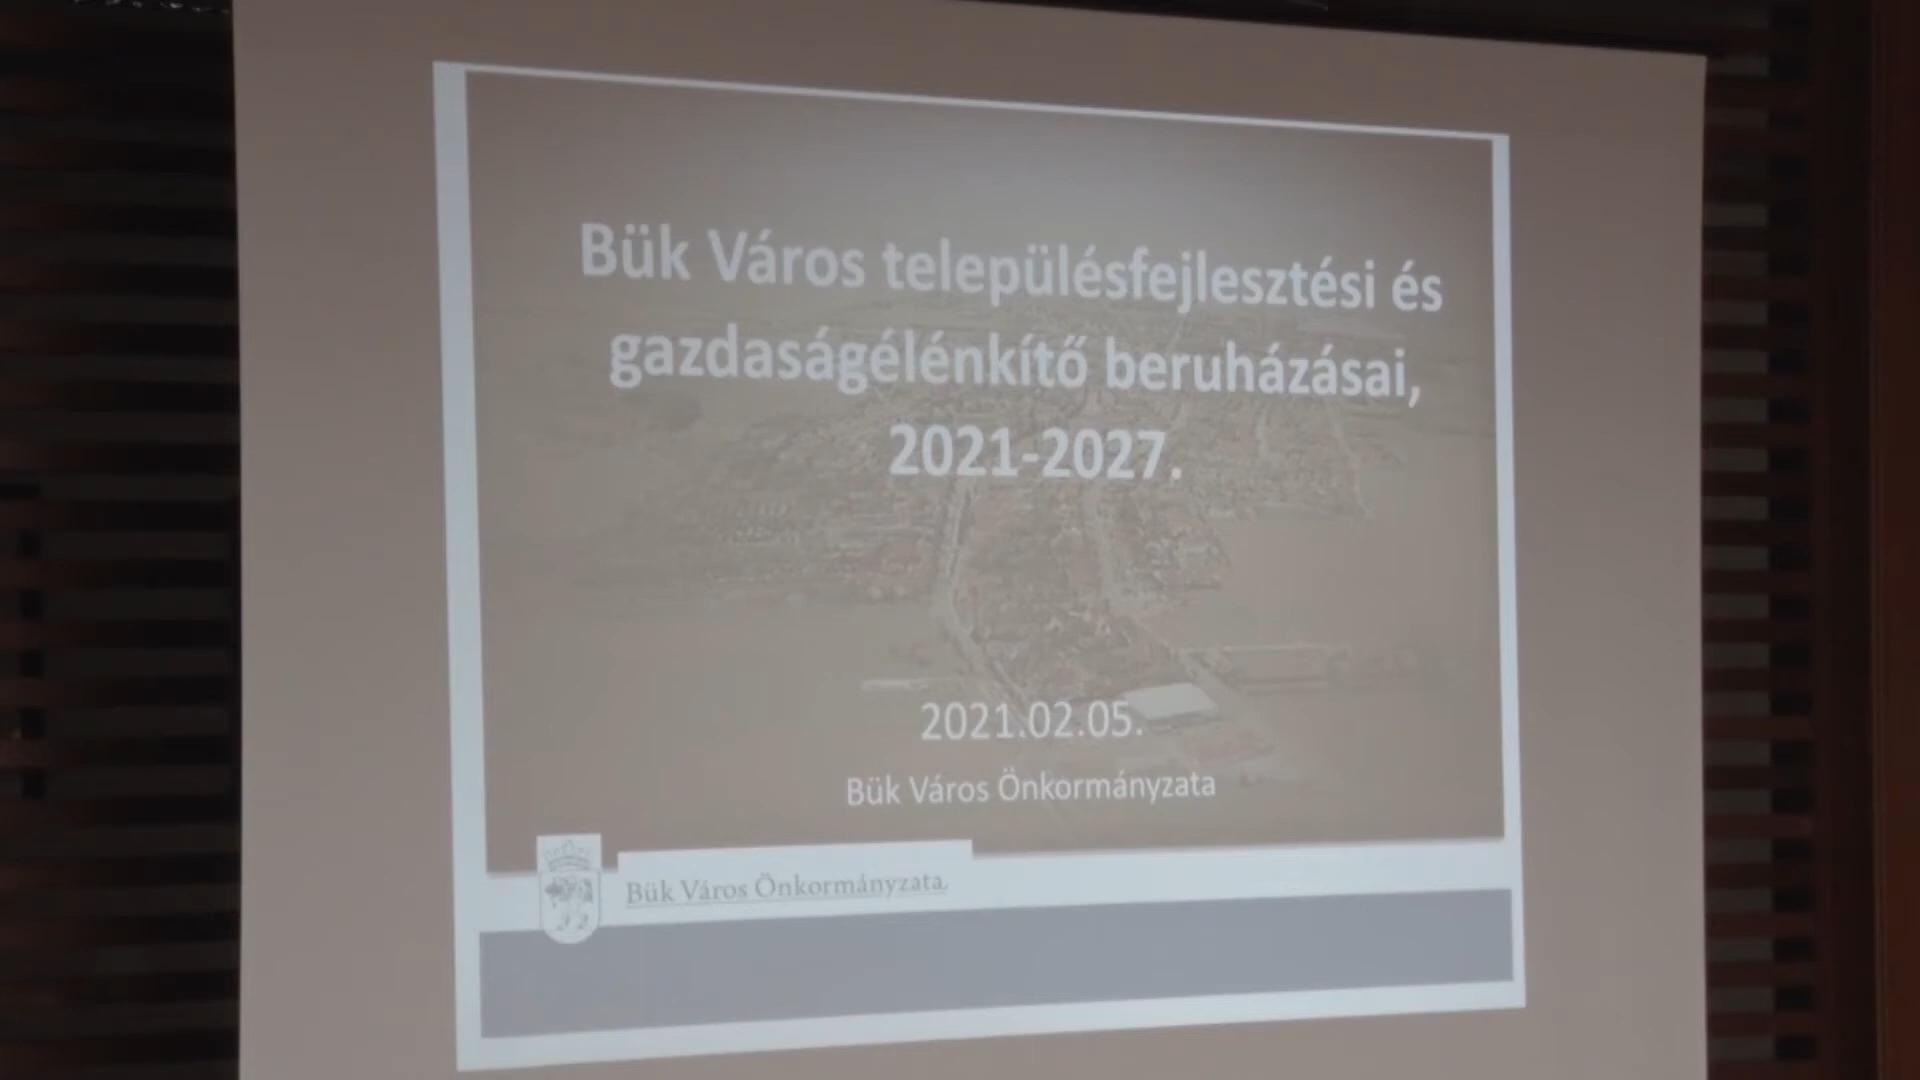 Bük Város településfejlesztési és
gazdaságélénkítő beruházásai,
2021-2027.
2021.02.05.
Bük Város Önkormányzata
Bük Város Önkormányzata